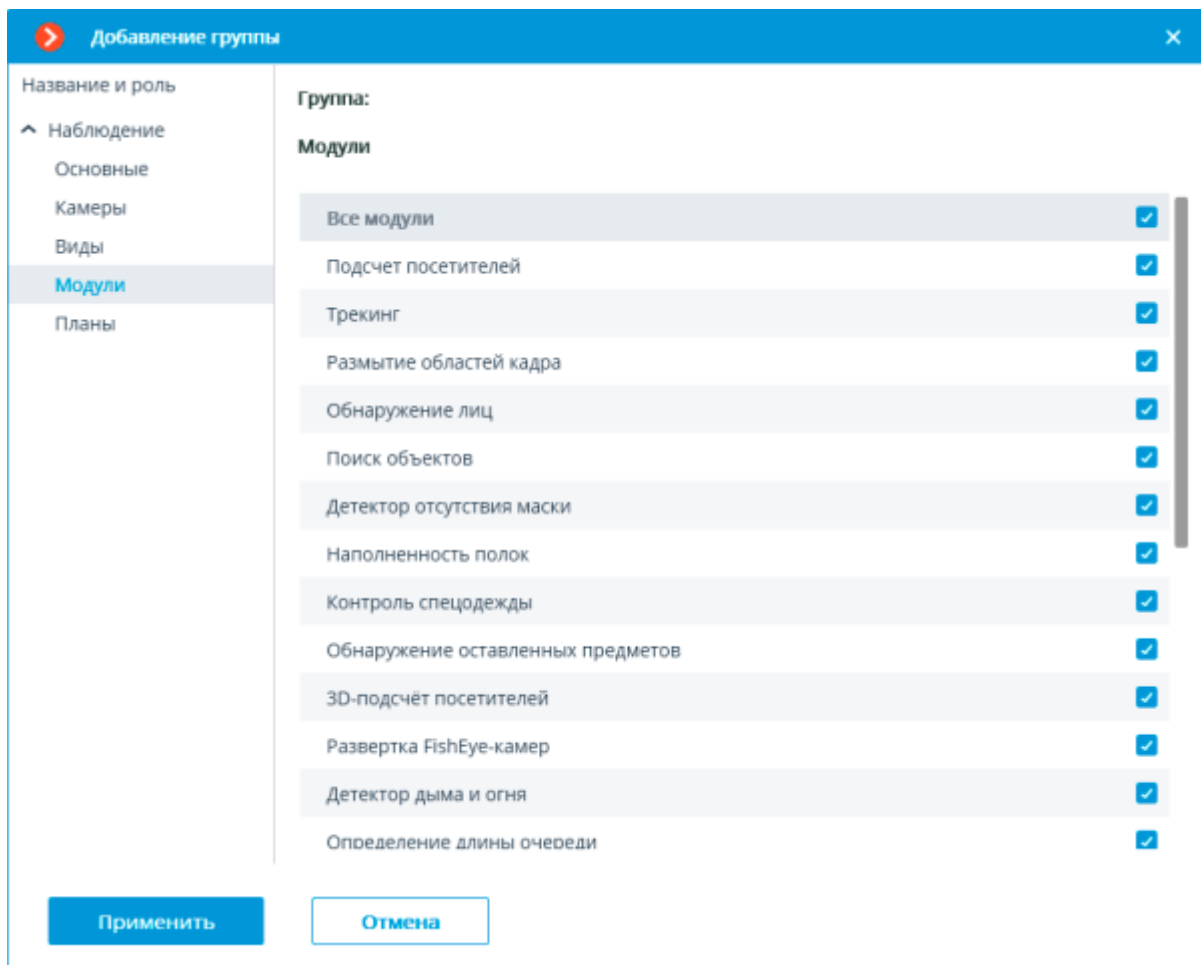 Добавление группы
Название и роль
Наблюдение
Основные
Камеры
Виды
Модули
Планы
Группа:
Модули
Все модули
Подсчет посетителей
Трекинг
Размытие областей кадра
Обнаружение лиц
Поиск объектов
Детектор отсутствия маски
Наполненность полок
Контроль спецодежды
Обнаружение оставленных предметов
3D-подсчёт посетителей
Развертка FishEye-камер
Детектор дыма и огня
Определение длины очереди
Применить
Отмена